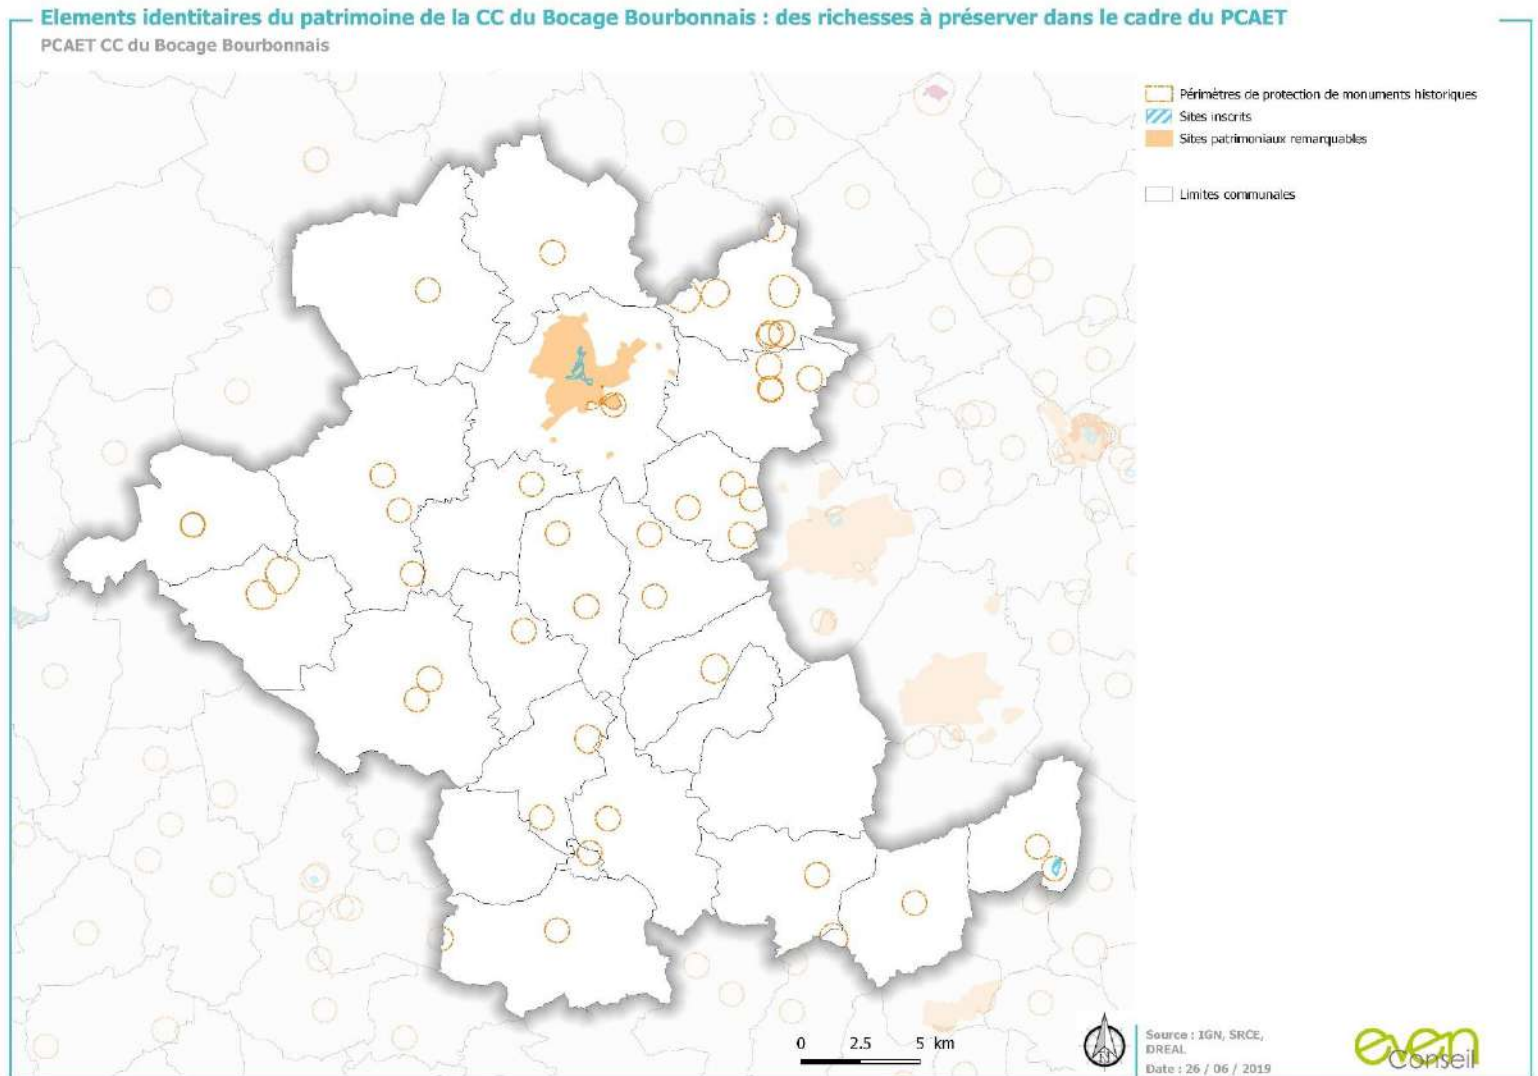 Elements identitaires du patrimoine de la CC du Bocage Bourbonnais : des richesses à préserver dans le cadre du PCAET
PCAET CC du Bocage Bourbonnais
Périmètres de protection de monuments historiques
Sites inscrits
Sites patrimoniaux remarquables
Limites communales
0 2.5 5 km
N
Source : IGN, SRCE,
DREAL
Date : 26 / 06 / 2019
even
Conseil